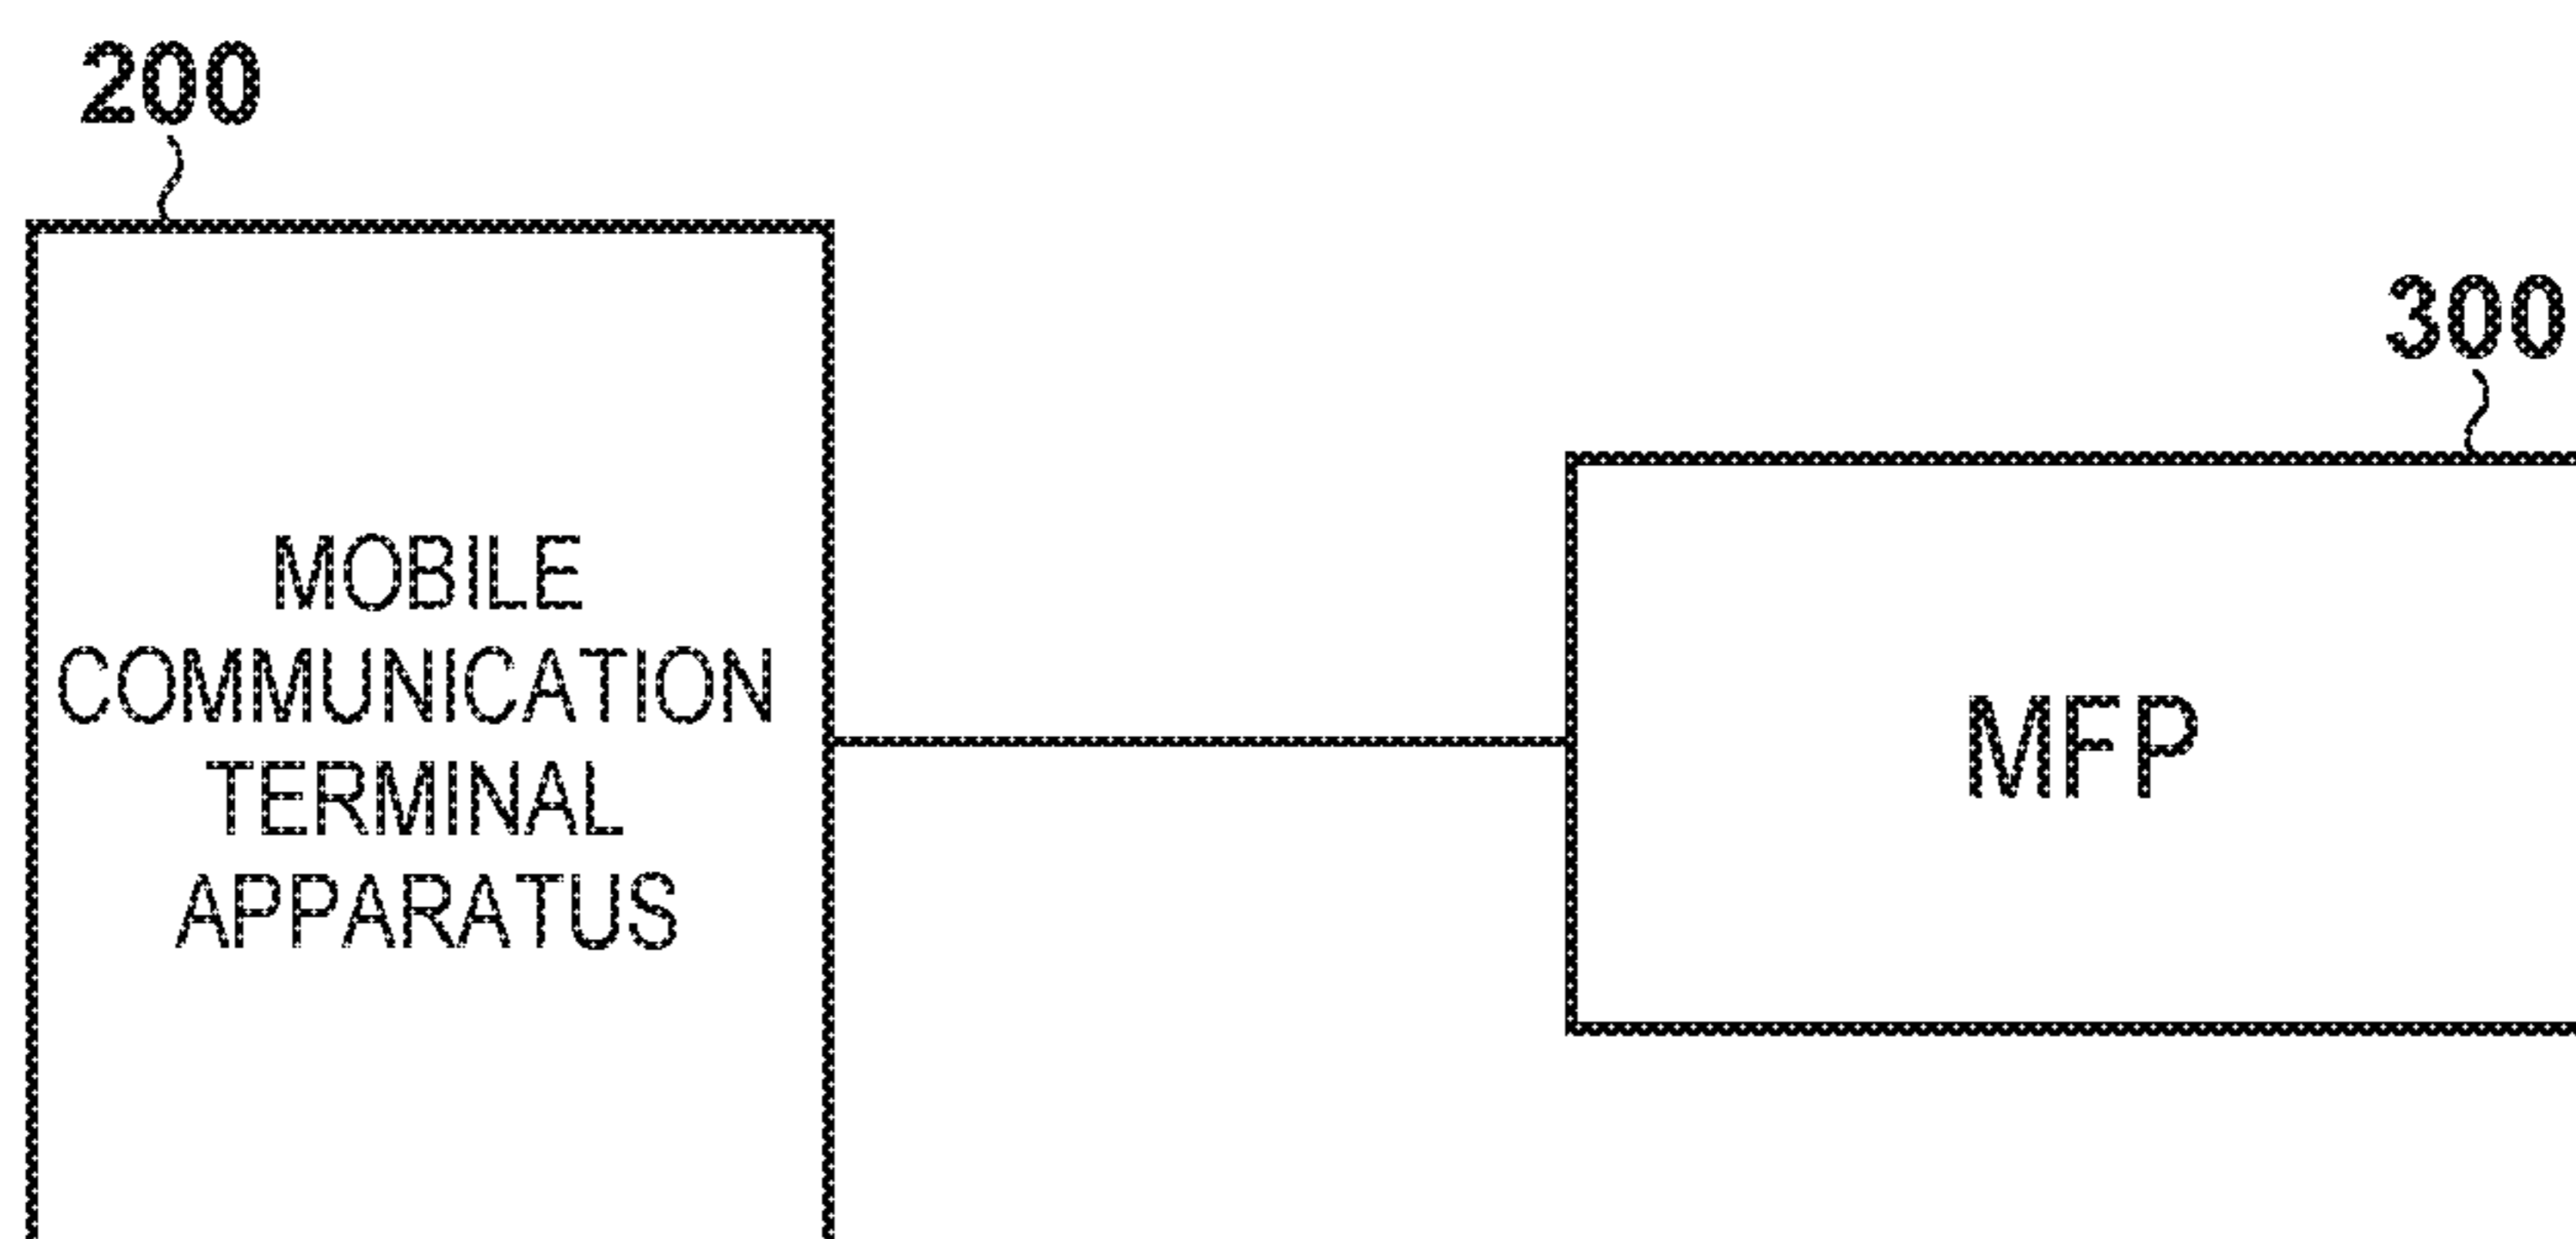 200
300
MOBILE
COMMUNICATION
TERMINAL
APPARATUS
MFP